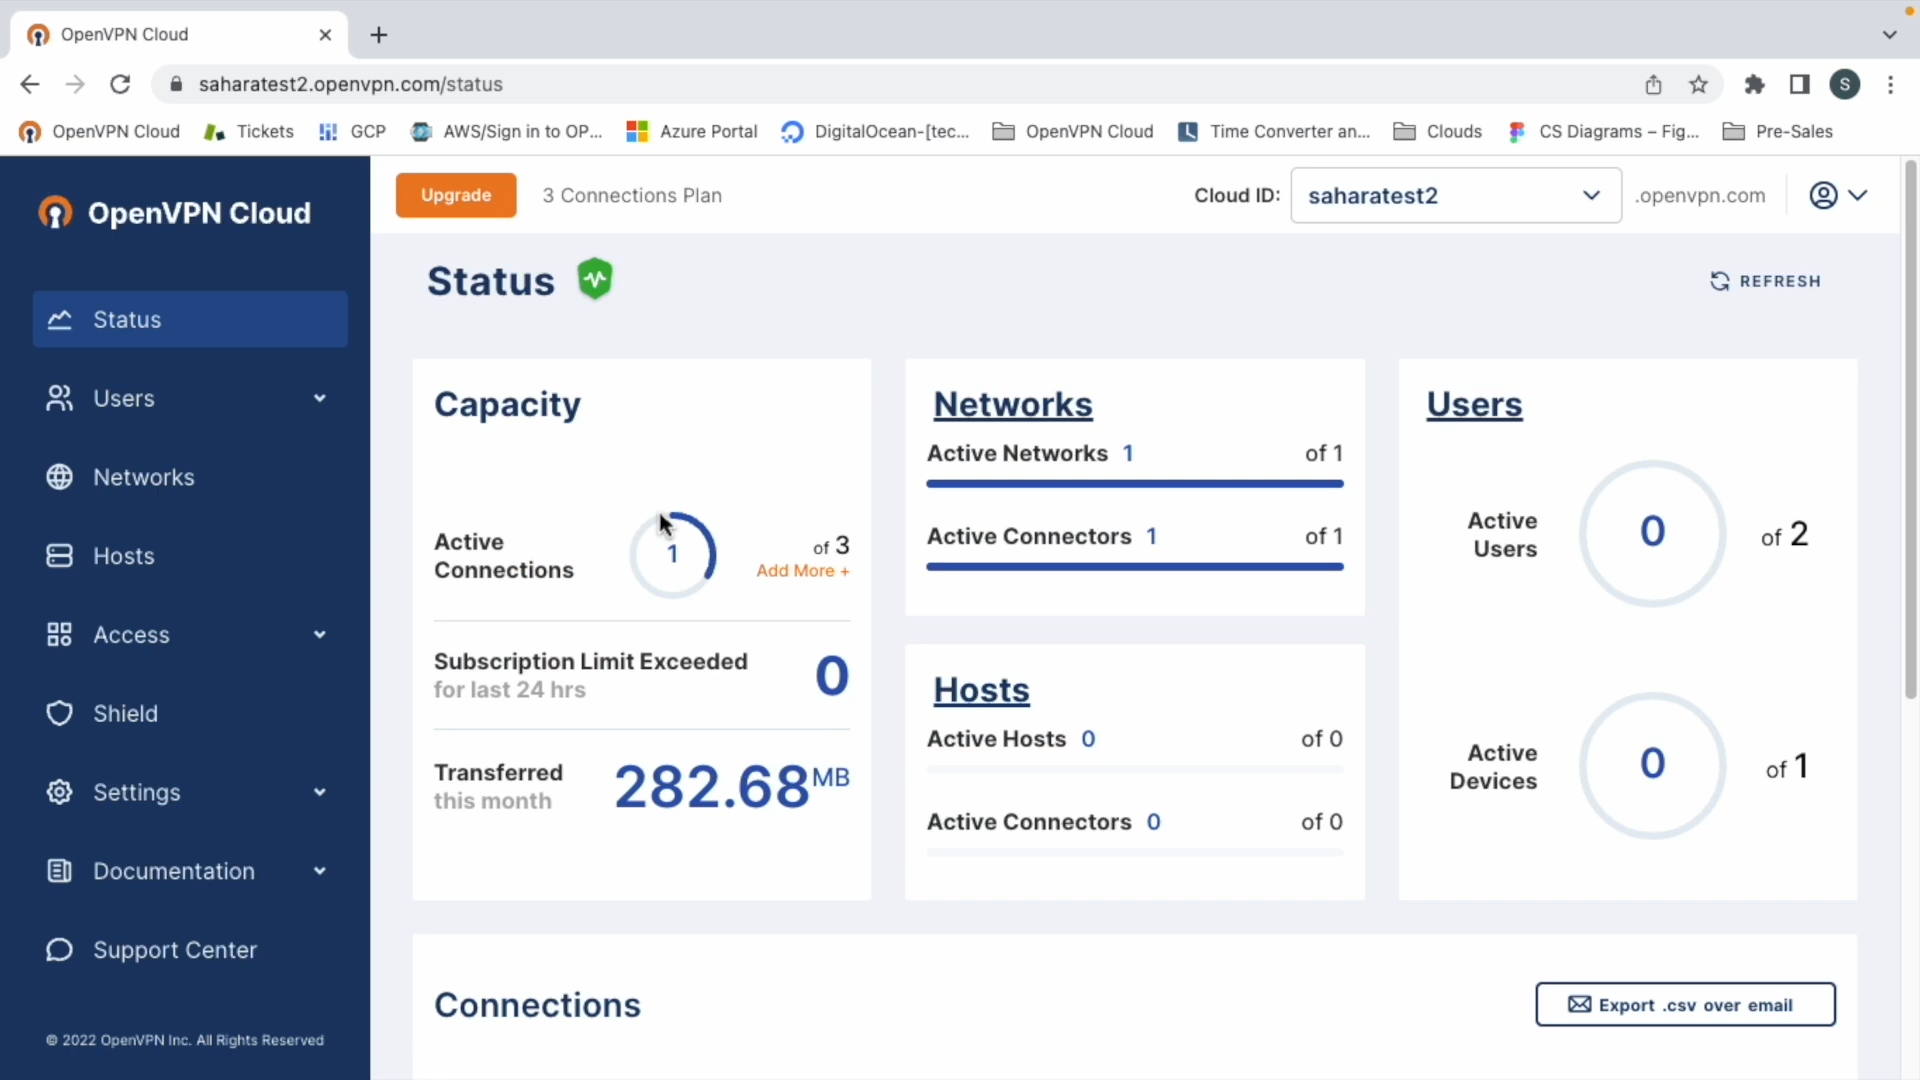 OpenVPN Cloud
saharatest2.openvpn.com/status
S
OpenVPN Cloud
Tickets
GCP
AWS/Sign in to OP...
Azure Portal
DigitalOcean-[tec...
OpenVPN Cloud
Time Converter an...
Clouds
CS Diagrams – Fig...
Pre-Sales
OpenVPN Cloud
Status
Users
Networks
Hosts
Access
Shield
Settings
Documentation
Support Center
© 2022 OpenVPN Inc. All Rights Reserved
Upgrade
3 Connections Plan
Cloud ID:
saharatest2
.openvpn.com
Status
REFRESH
Capacity
Active
Connections
1
of 3
Add More +
Subscription Limit Exceeded
for last 24 hrs
0
Transferred
this month
282.68 MB
Networks
Active Networks 1 of 1
Active Connectors 1 of 1
Hosts
Active Hosts 0 of 0
Active Connectors 0 of 0
Users
Active
Users
0
of 2
Active
Devices
0
of 1
Connections
Export .csv over email